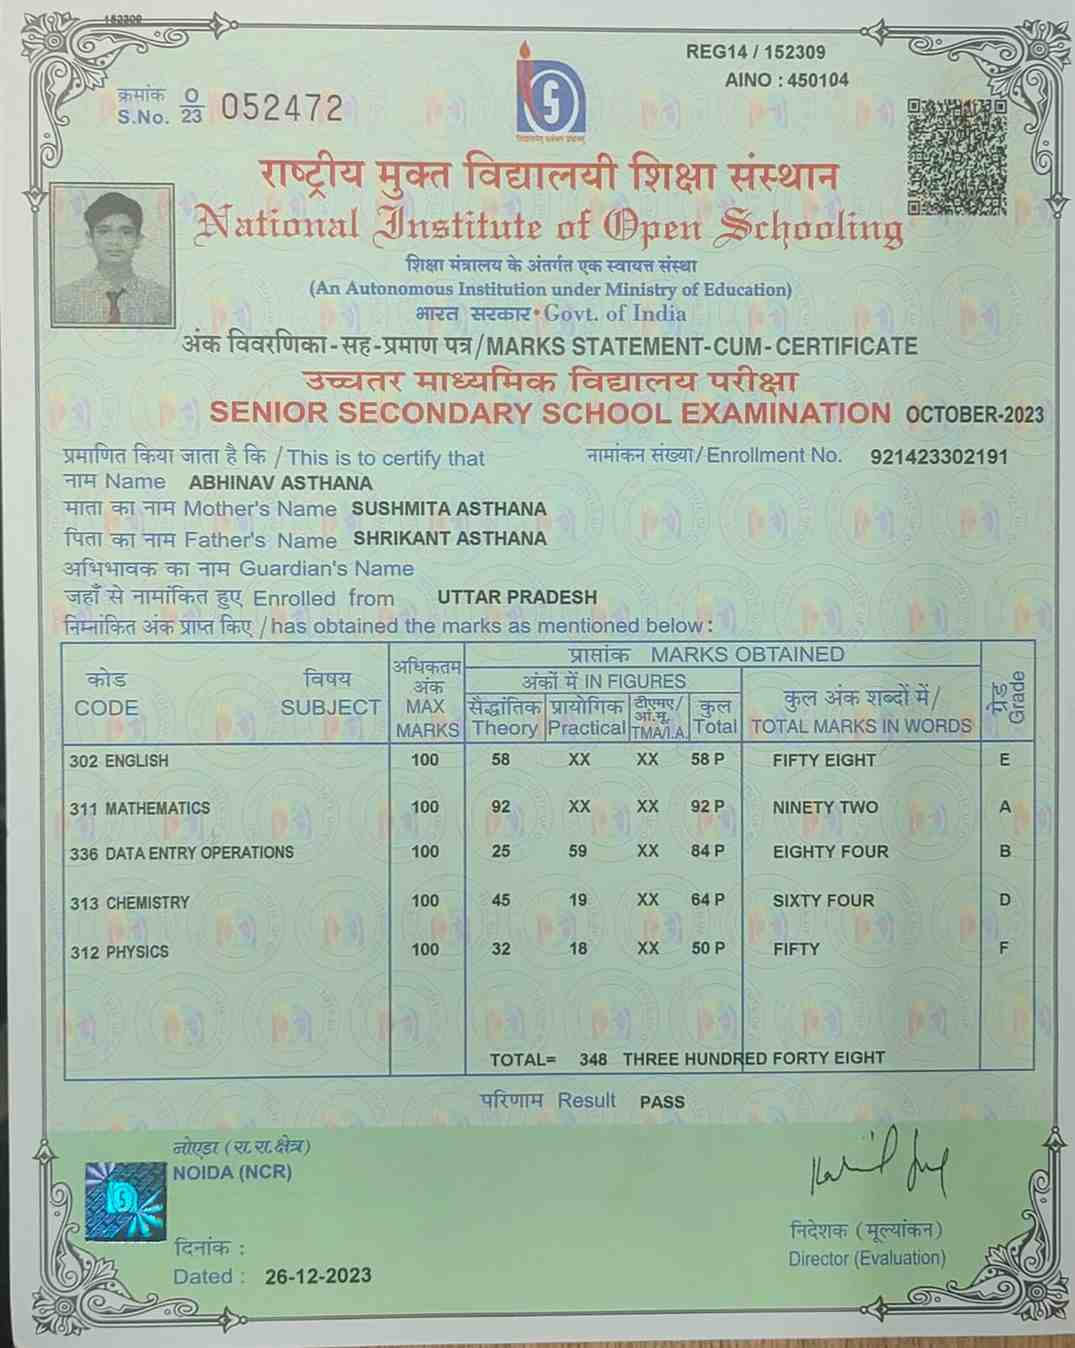 152309
REG14 / 152309
AINO : 450104
क्रमांक
S.No. O/23 052472
राष्ट्रीय मुक्त विद्यालयी शिक्षा संस्थान
National Institute of Open Schooling
शिक्षा मंत्रालय के अंतर्गत एक स्वायत्त संस्था
(An Autonomous Institution under Ministry of Education)
भारत सरकार•Govt. of India
अंक विवरणिका-सह-प्रमाण पत्र/MARKS STATEMENT-CUM-CERTIFICATE
उच्चतर माध्यमिक विद्यालय परीक्षा
SENIOR SECONDARY SCHOOL EXAMINATION OCTOBER-2023
प्रमाणित किया जाता है कि /This is to certify that नामांकन संख्या/Enrollment No. 921423302191
नाम Name ABHINAV ASTHANA
माता का नाम Mother's Name SUSHMITA ASTHANA
पिता का नाम Father's Name SHRIKANT ASTHANA
अभिभावक का नाम Guardian's Name
जहाँ से नामांकित हुए Enrolled from UTTAR PRADESH
निम्नांकित अंक प्राप्त किए /has obtained the marks as mentioned below:
कोड CODE विषय SUBJECT अधिकतम अंक MAX MARKS प्राप्तांक MARKS OBTAINED ग्रेड Grade
अंकों में IN FIGURES कुल अंक शब्दों में/ TOTAL MARKS IN WORDS
सैद्धांतिक Theory प्रायोगिक Practical टीएमए/आं.मू. TMA/I.A. कुल Total
302 ENGLISH 100 58 XX XX 58 P FIFTY EIGHT E
311 MATHEMATICS 100 92 XX XX 92 P NINETY TWO A
336 DATA ENTRY OPERATIONS 100 25 59 XX 84 P EIGHTY FOUR B
313 CHEMISTRY 100 45 19 XX 64 P SIXTY FOUR D
312 PHYSICS 100 32 18 XX 50 P FIFTY F
TOTAL= 348 THREE HUNDRED FORTY EIGHT
परिणाम Result PASS
नोएडा (रा.रा.क्षेत्र)
NOIDA (NCR)
दिनांक :
Dated : 26-12-2023
निदेशक (मूल्यांकन)
Director (Evaluation)